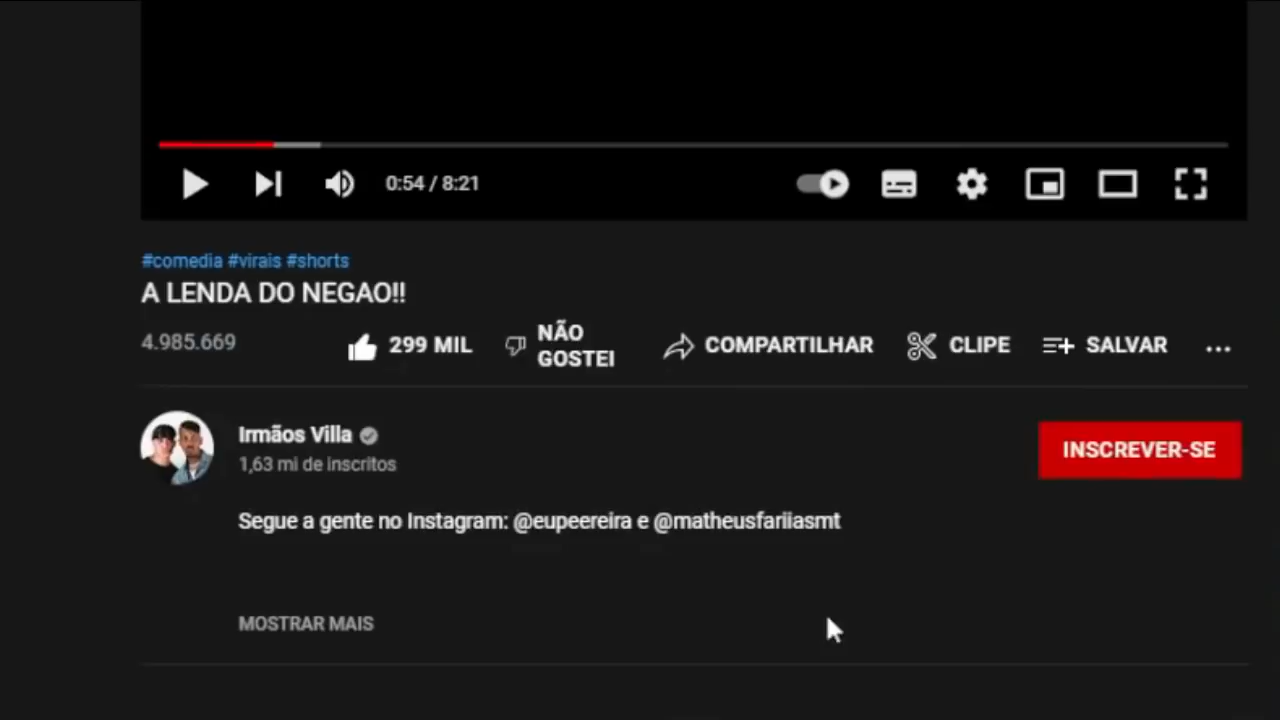 0:54 / 8:21
#comedia #virais #shorts
A LENDA DO NEGAO!!
4.985.669
299 MIL
NÃO
GOSTEI
COMPARTILHAR
CLIPE
SALVAR
Irmãos Villa
1,63 mi de inscritos
INSCREVER-SE
Segue a gente no Instagram: @eupeereira e @matheusfariiasmt
MOSTRAR MAIS